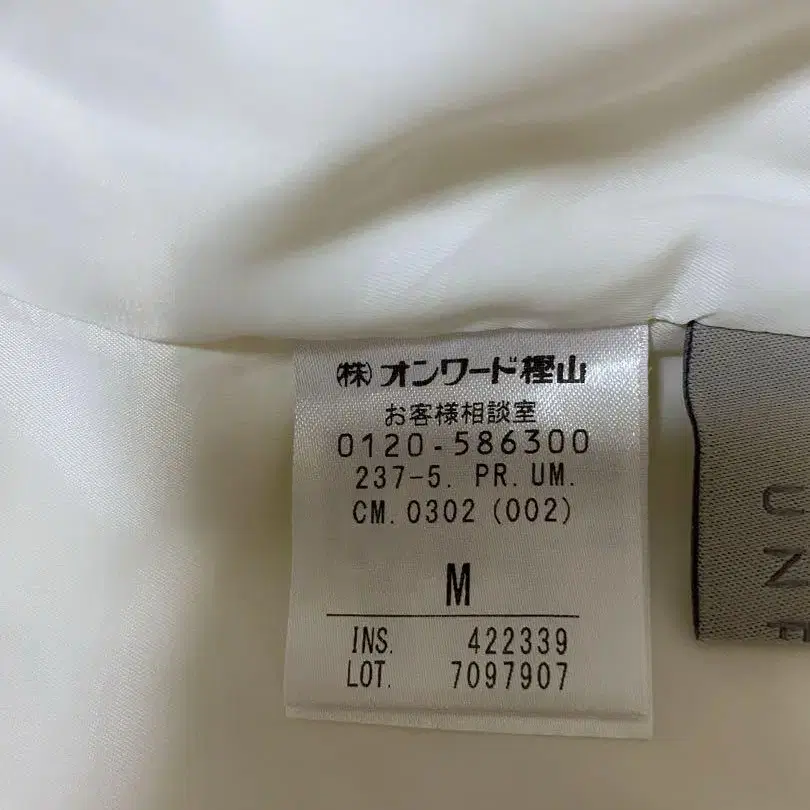 ㈱オンワード樫山
お客様相談室
0120-586300
237-5. PR. UM.
CM. 0302 (002)
M
INS. 422339
LOT. 7097907
U
N